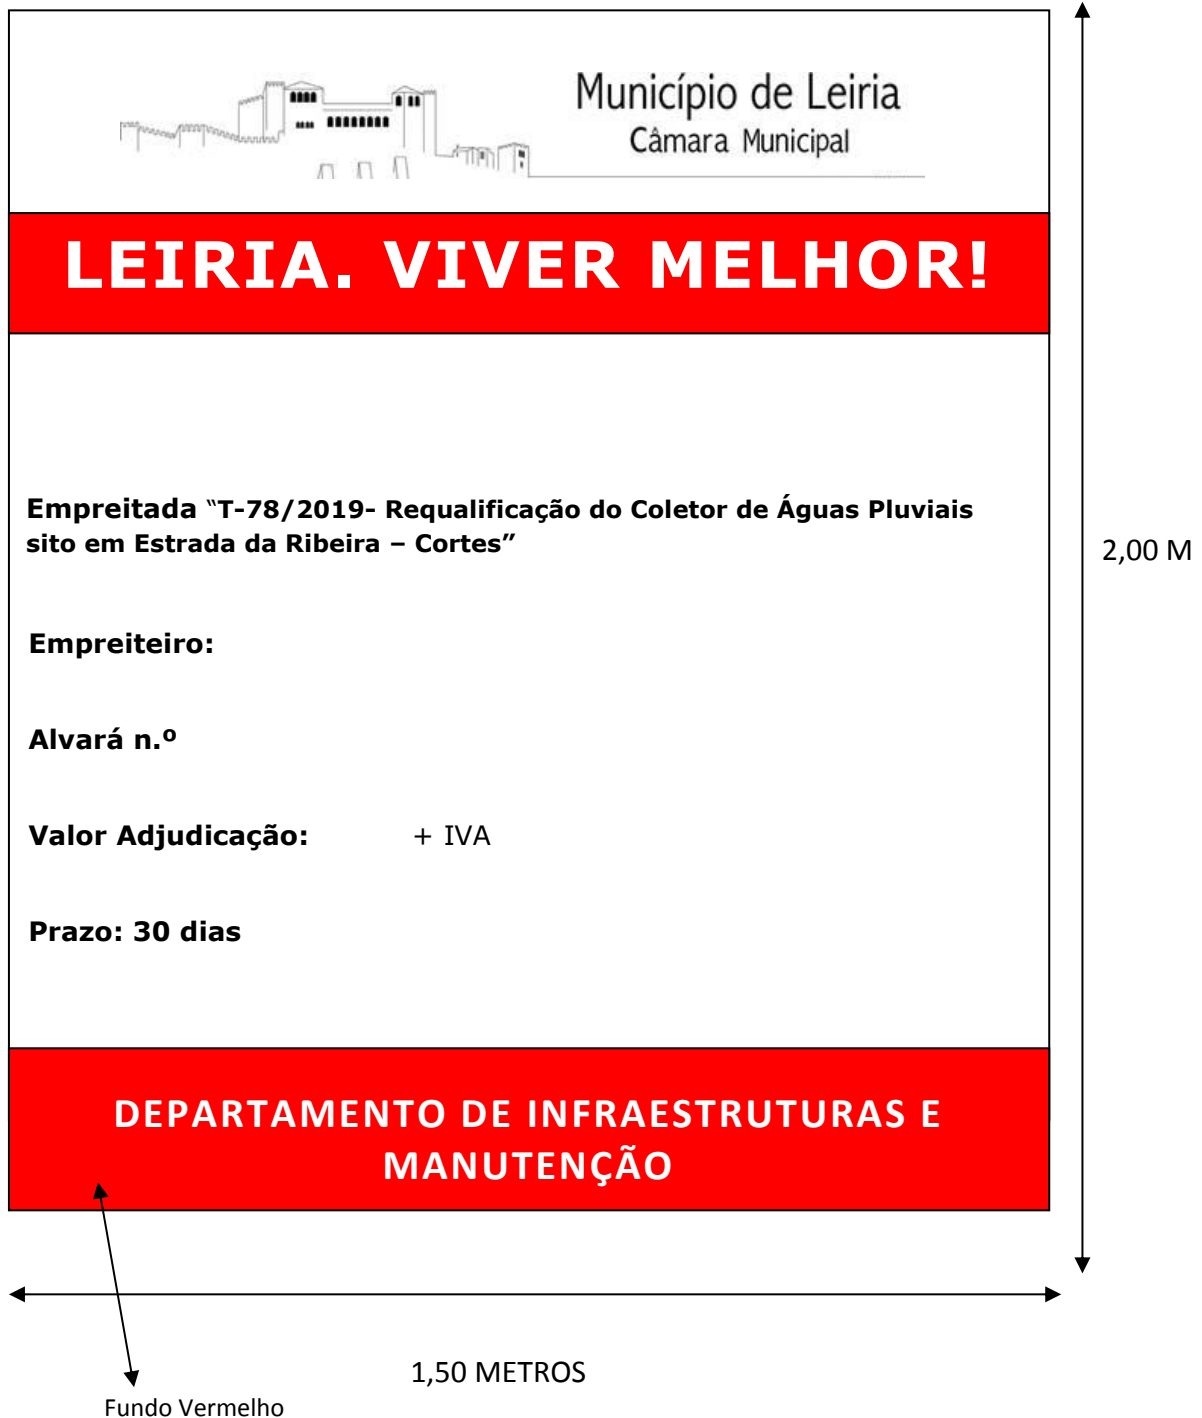 Município de Leiria
Câmara Municipal
LEIRIA. VIVER MELHOR!
Empreitada “T-78/2019- Requalificação do Coletor de Águas Pluviais
sito em Estrada da Ribeira – Cortes”
2,00 M
Empreiteiro:
Alvará n.º
Valor Adjudicação: + IVA
Prazo: 30 dias
DEPARTAMENTO DE INFRAESTRUTURAS E
MANUTENÇÃO
1,50 METROS
Fundo Vermelho